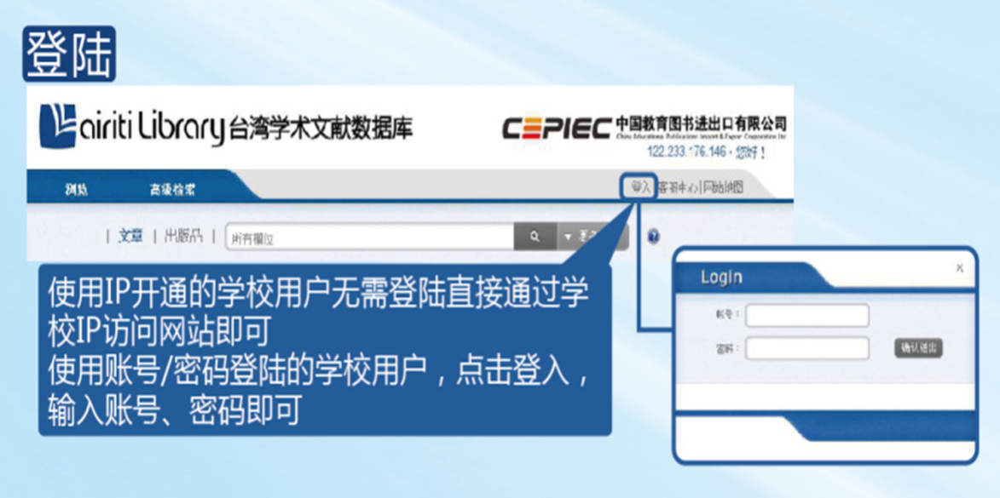 登陆
airiti Library 台湾学术文献数据库
CEPIEC 中国教育图书进出口有限公司
China Educational Publications Import & Export Corporation Ltd.
122.233.176.146，您好！
浏览 高级检索 登入 客服中心|网站地图
| 文章 | 出版品 | 所有欄位
使用IP开通的学校用户无需登陆直接通过学
校IP访问网站即可
使用账号/密码登陆的学校用户，点击登入，
输入账号、密码即可
Login ×
帐号：
密码： 确认送出